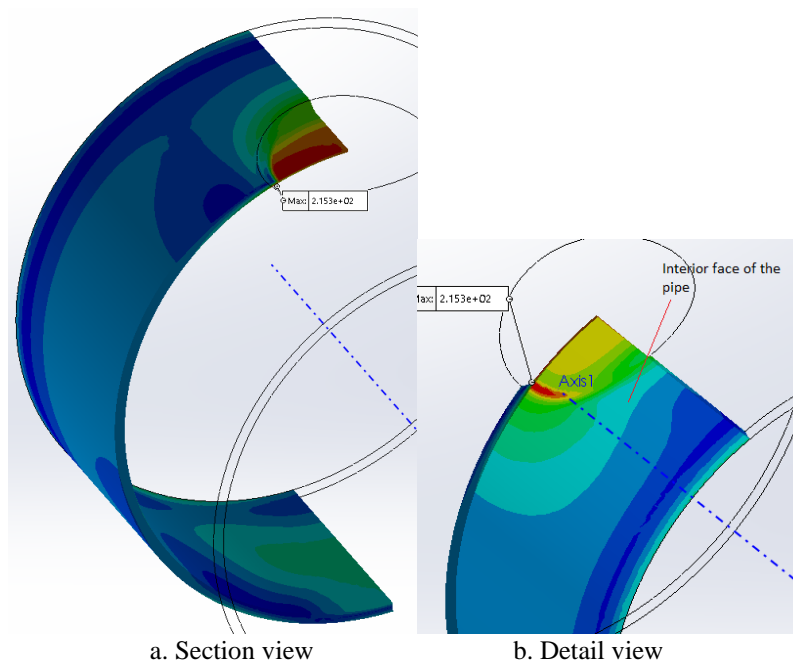 Max: 2.153e+02
Interior face of the
pipe
Max: 2.153e+02
Axis1
a. Section view
b. Detail view